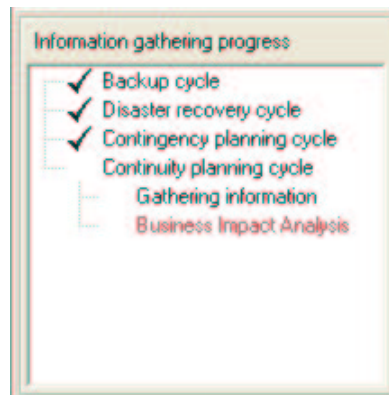 Information gathering progress
Backup cycle
Disaster recovery cycle
Contingency planning cycle
Continuity planning cycle
Gathering information
Business Impact Analysis